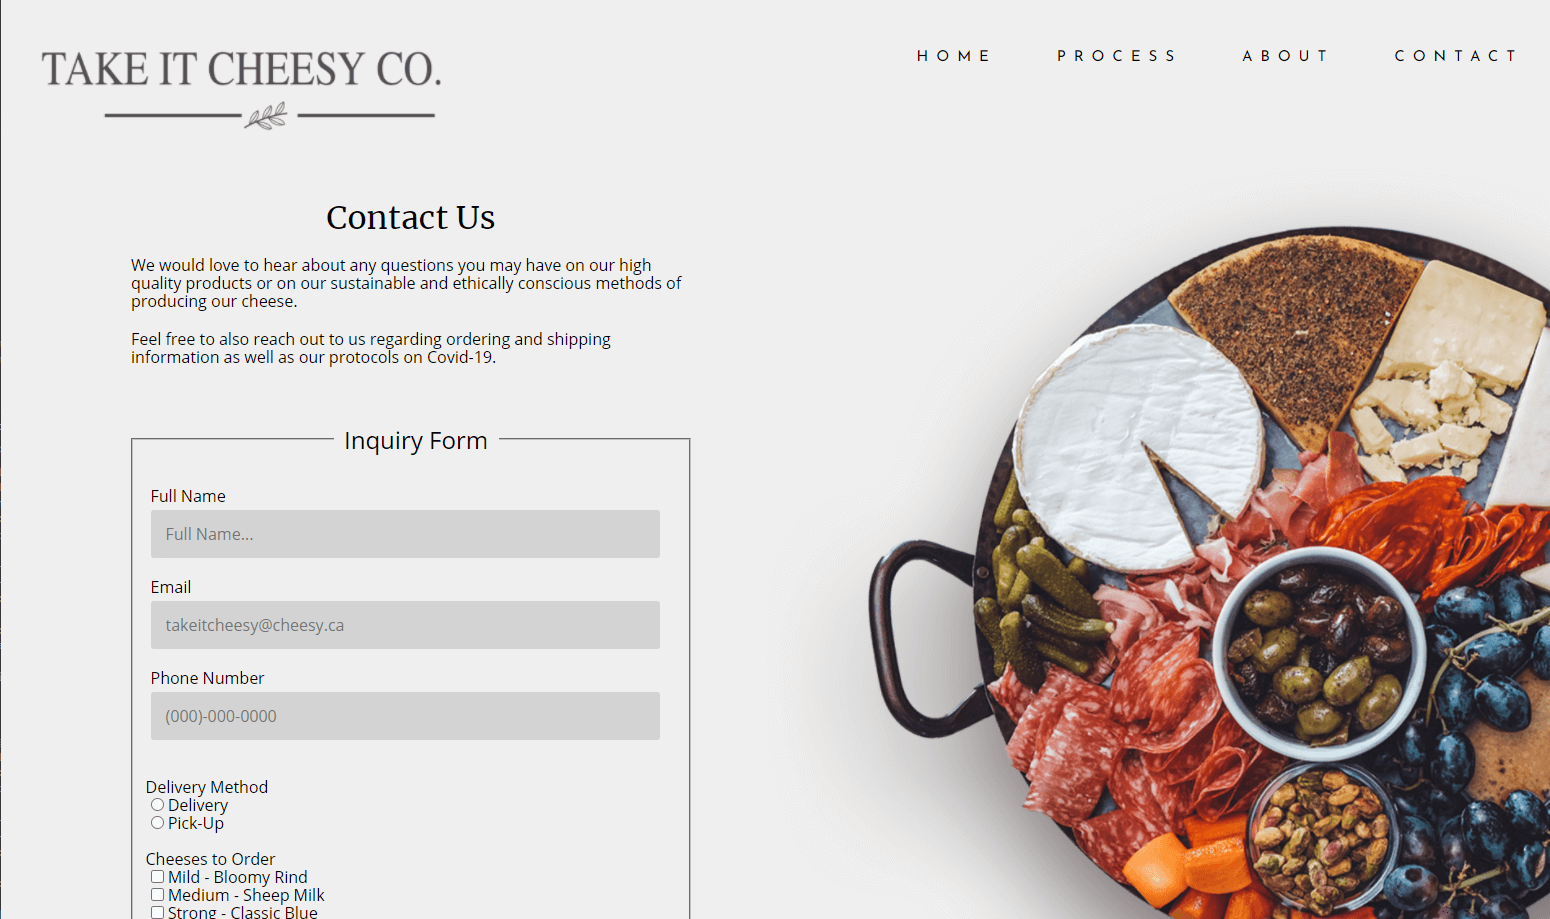 TAKE IT CHEESY CO.
HOME PROCESS ABOUT CONTACT
Contact Us
We would love to hear about any questions you may have on our high
quality products or on our sustainable and ethically conscious methods of
producing our cheese.
Feel free to also reach out to us regarding ordering and shipping
information as well as our protocols on Covid-19.
Inquiry Form
Full Name
Full Name...
Email
takeitcheesy@cheesy.ca
Phone Number
(000)-000-0000
Delivery Method
Delivery
Pick-Up
Cheeses to Order
Mild - Bloomy Rind
Medium - Sheep Milk
Strong - Classic Blue